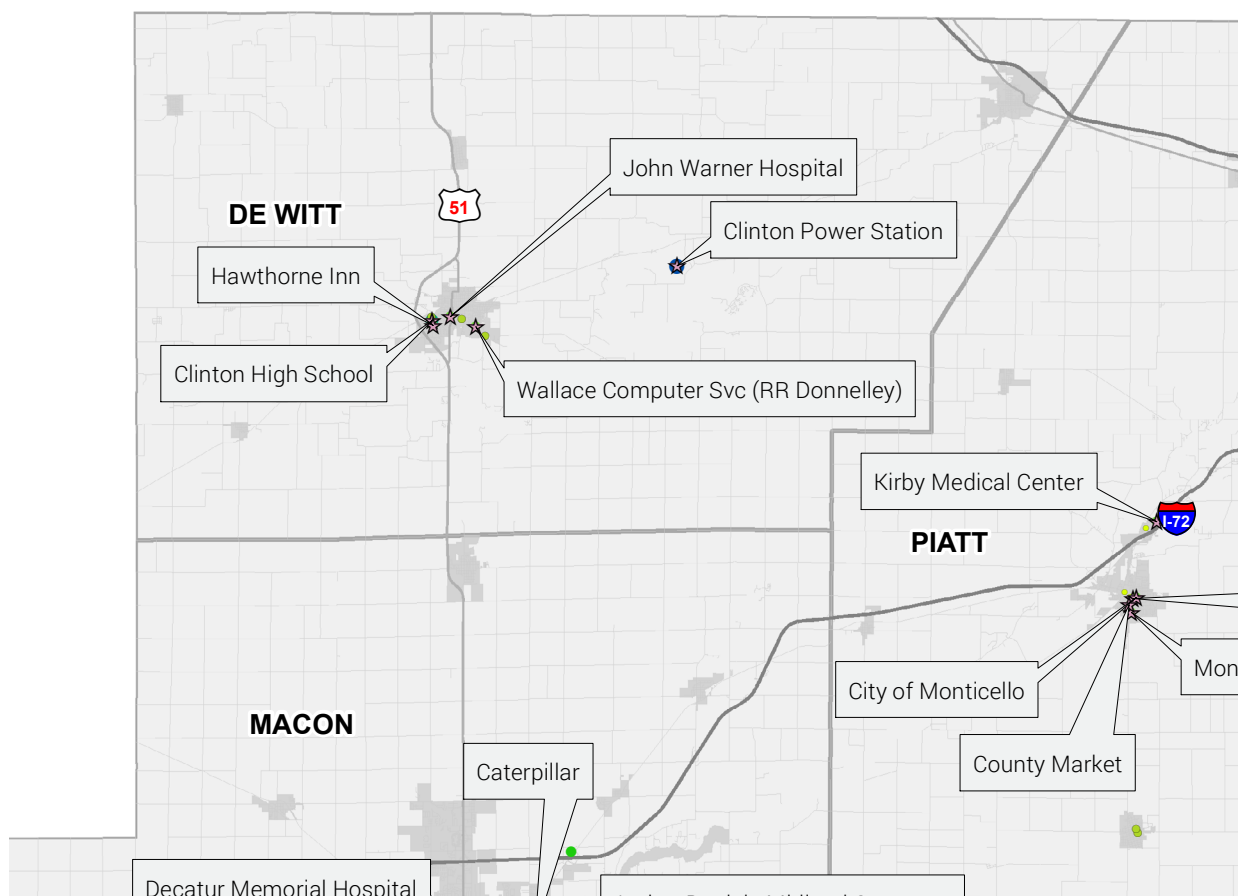 John Warner Hospital
51
DE WITT
Clinton Power Station
Hawthorne Inn
Clinton High School
Wallace Computer Svc (RR Donnelley)
Kirby Medical Center
I-72
PIATT
Mon
City of Monticello
MACON
County Market
Caterpillar
Decatur Memorial Hospital